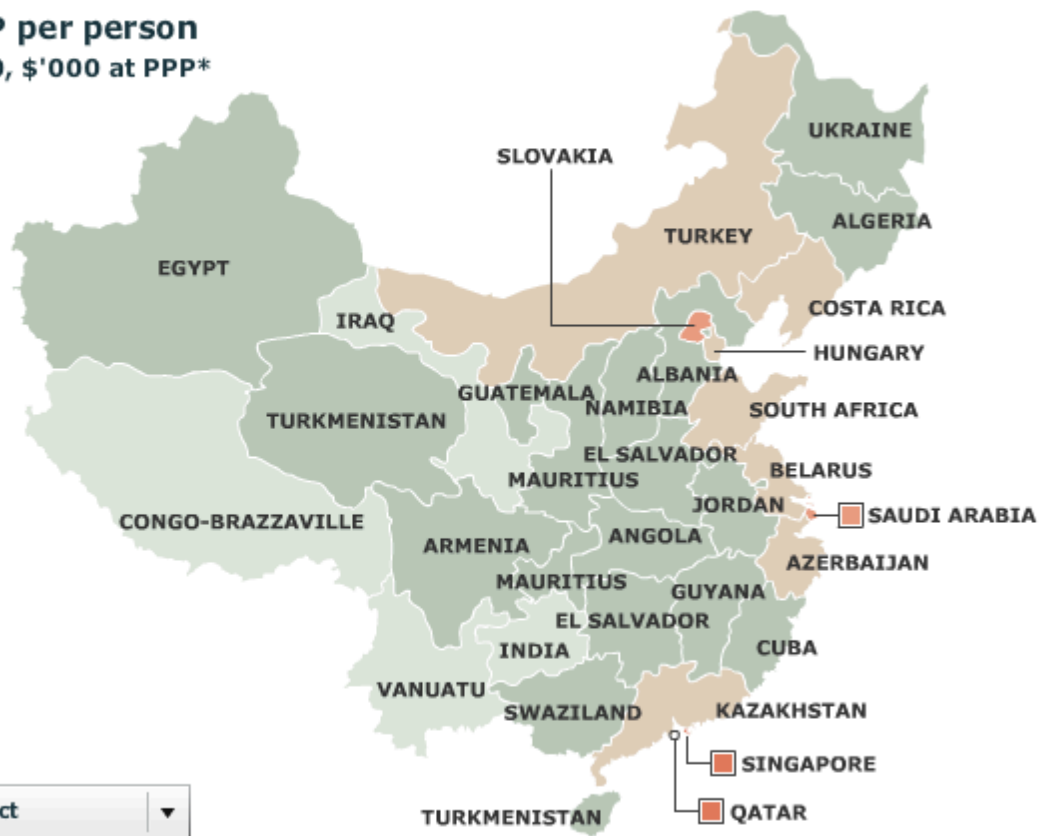 P per person
0, $'000 at PPP*
UKRAINE
SLOVAKIA
ALGERIA
TURKEY
EGYPT
COSTA RICA
IRAQ
HUNGARY
ALBANIA
GUATEMALA
NAMIBIA
SOUTH AFRICA
TURKMENISTAN
EL SALVADOR
BELARUS
MAURITIUS
JORDAN
SAUDI ARABIA
CONGO-BRAZZAVILLE
ANGOLA
ARMENIA
AZERBAIJAN
MAURITIUS
GUYANA
EL SALVADOR
CUBA
INDIA
VANUATU
SWAZILAND
KAZAKHSTAN
SINGAPORE
QATAR
TURKMENISTAN
ct